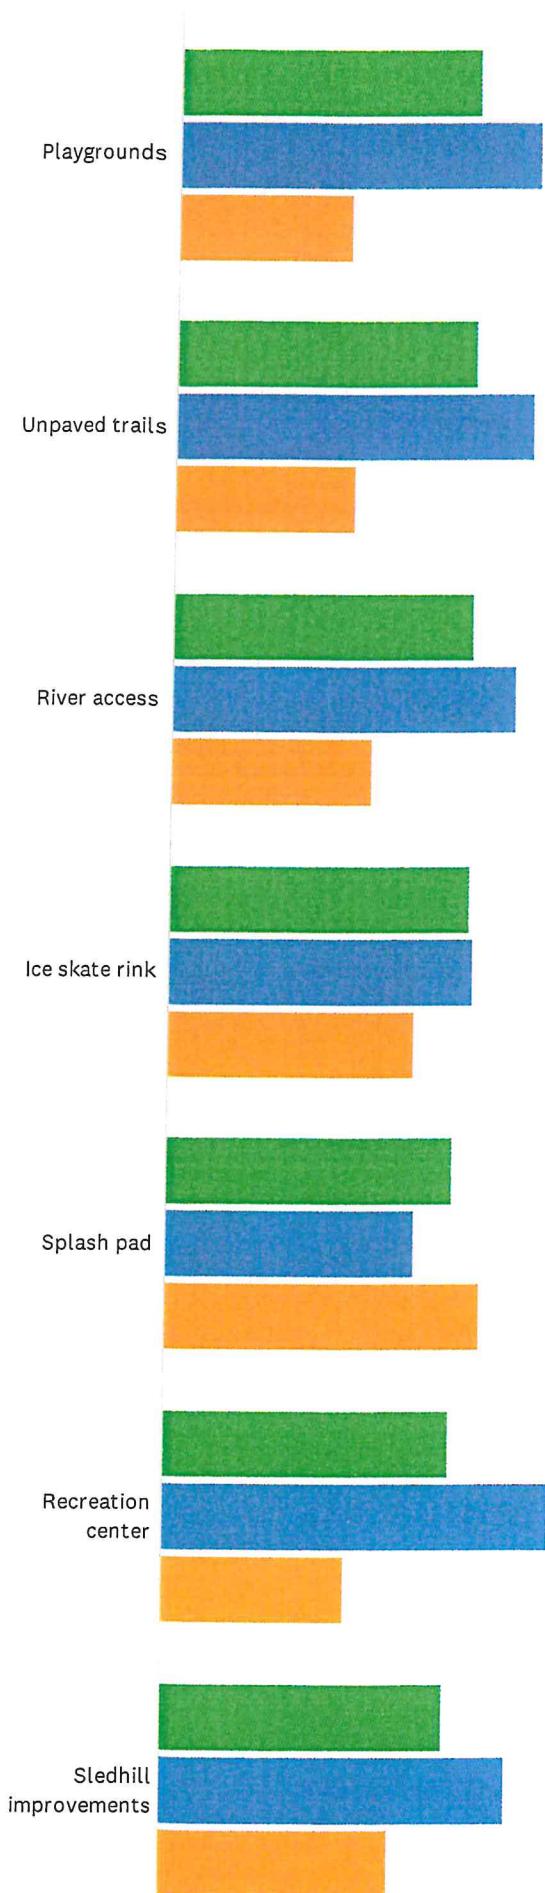 Playgrounds
Unpaved trails
River access
Ice skate rink
Splash pad
Recreation
center
Sledhill
improvements